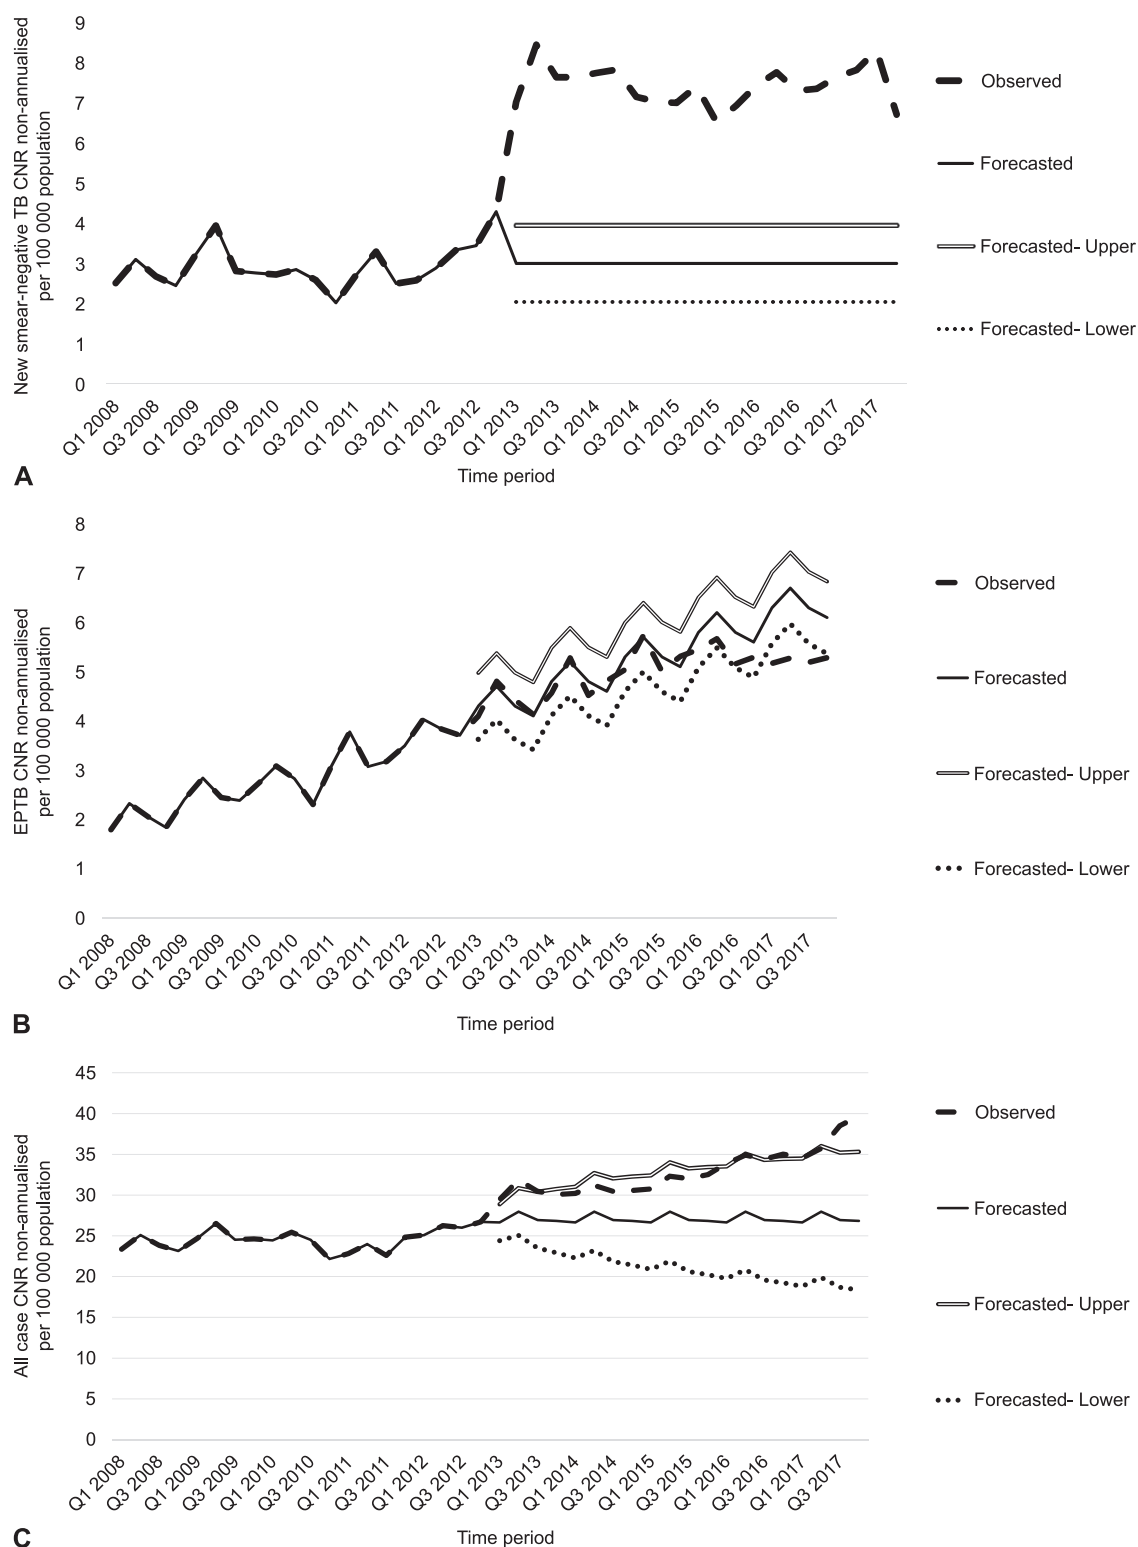 New smear-negative TB CNR non-annualised
per 100 000 population
9
8
7
6
5
4
3
2
1
0
Q1 2008
Q3 2008
Q1 2009
Q3 2009
Q1 2010
Q3 2010
Q1 2011
Q3 2011
Q1 2012
Q3 2012
Q1 2013
Q3 2013
Q1 2014
Q3 2014
Q1 2015
Q3 2015
Q1 2016
Q3 2016
Q1 2017
Q3 2017
Time period
Observed
Forecasted
Forecasted- Upper
Forecasted- Lower
A
EPTB CNR non-annualised
per 100 000 population
8
7
6
5
4
3
2
1
0
Q1 2008
Q3 2008
Q1 2009
Q3 2009
Q1 2010
Q3 2010
Q1 2011
Q3 2011
Q1 2012
Q3 2012
Q1 2013
Q3 2013
Q1 2014
Q3 2014
Q1 2015
Q3 2015
Q1 2016
Q3 2016
Q1 2017
Q3 2017
Time period
Observed
Forecasted
Forecasted- Upper
Forecasted- Lower
B
All case CNR non-annualised
per 100 000 population
45
40
35
30
25
20
15
10
5
0
Q1 2008
Q3 2008
Q1 2009
Q3 2009
Q1 2010
Q3 2010
Q1 2011
Q3 2011
Q1 2012
Q3 2012
Q1 2013
Q3 2013
Q1 2014
Q3 2014
Q1 2015
Q3 2015
Q1 2016
Q3 2016
Q1 2017
Q3 2017
Time period
Observed
Forecasted
Forecasted- Upper
Forecasted- Lower
C